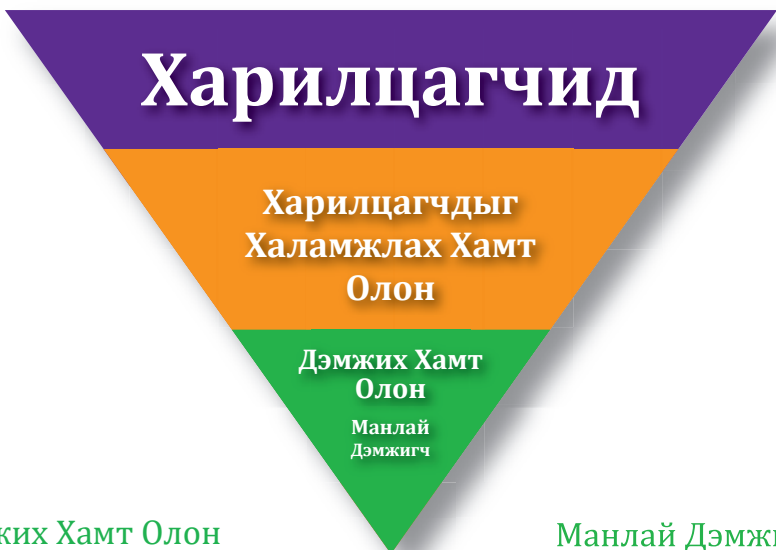 Харилцагчид
Харилцагчдыг
Халамжлах Хамт
Олон
Дэмжих Хамт
Олон
Манлай
Дэмжигч
Хамт Олон
Манлай